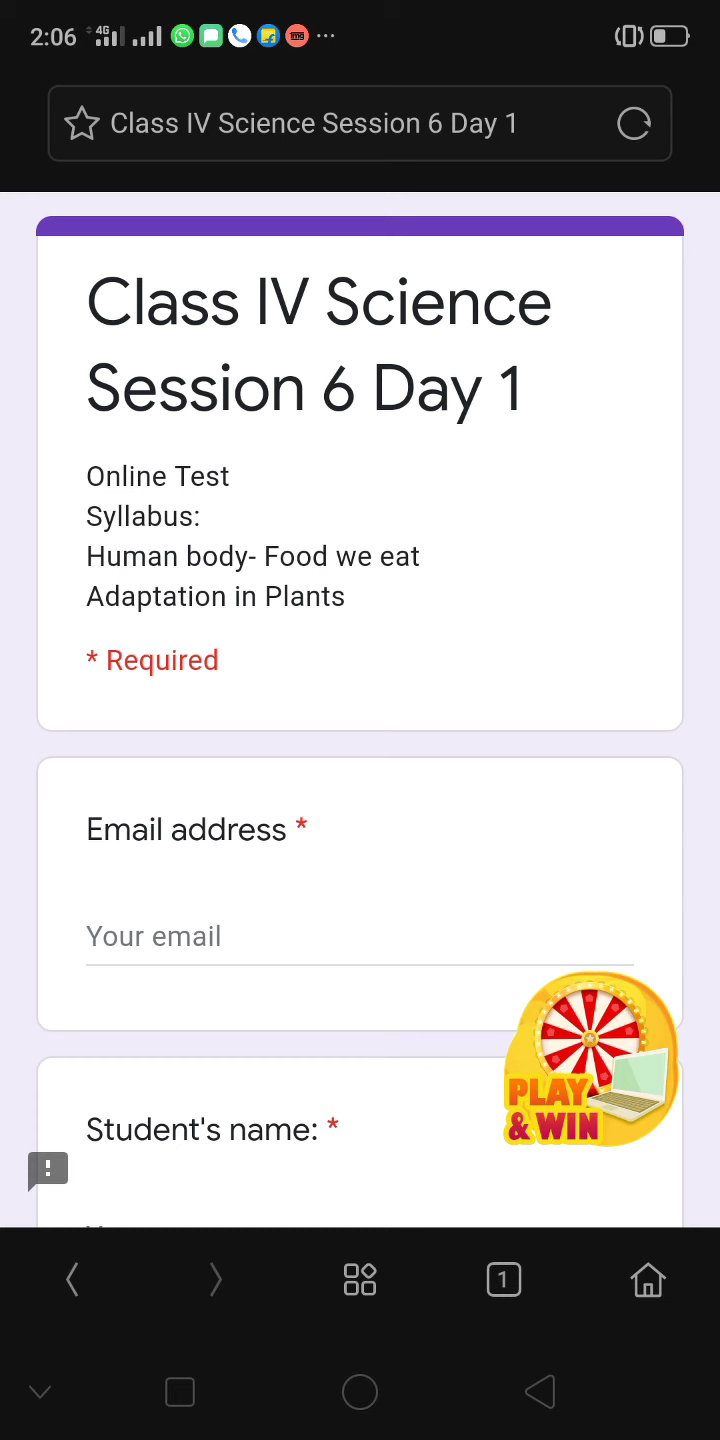 2:06 4G
Class IV Science Session 6 Day 1
Class IV Science
Session 6 Day 1
Online Test
Syllabus:
Human body- Food we eat
Adaptation in Plants
* Required
Email address *
Your email
PLAY
& WIN
Student's name: *
!
1